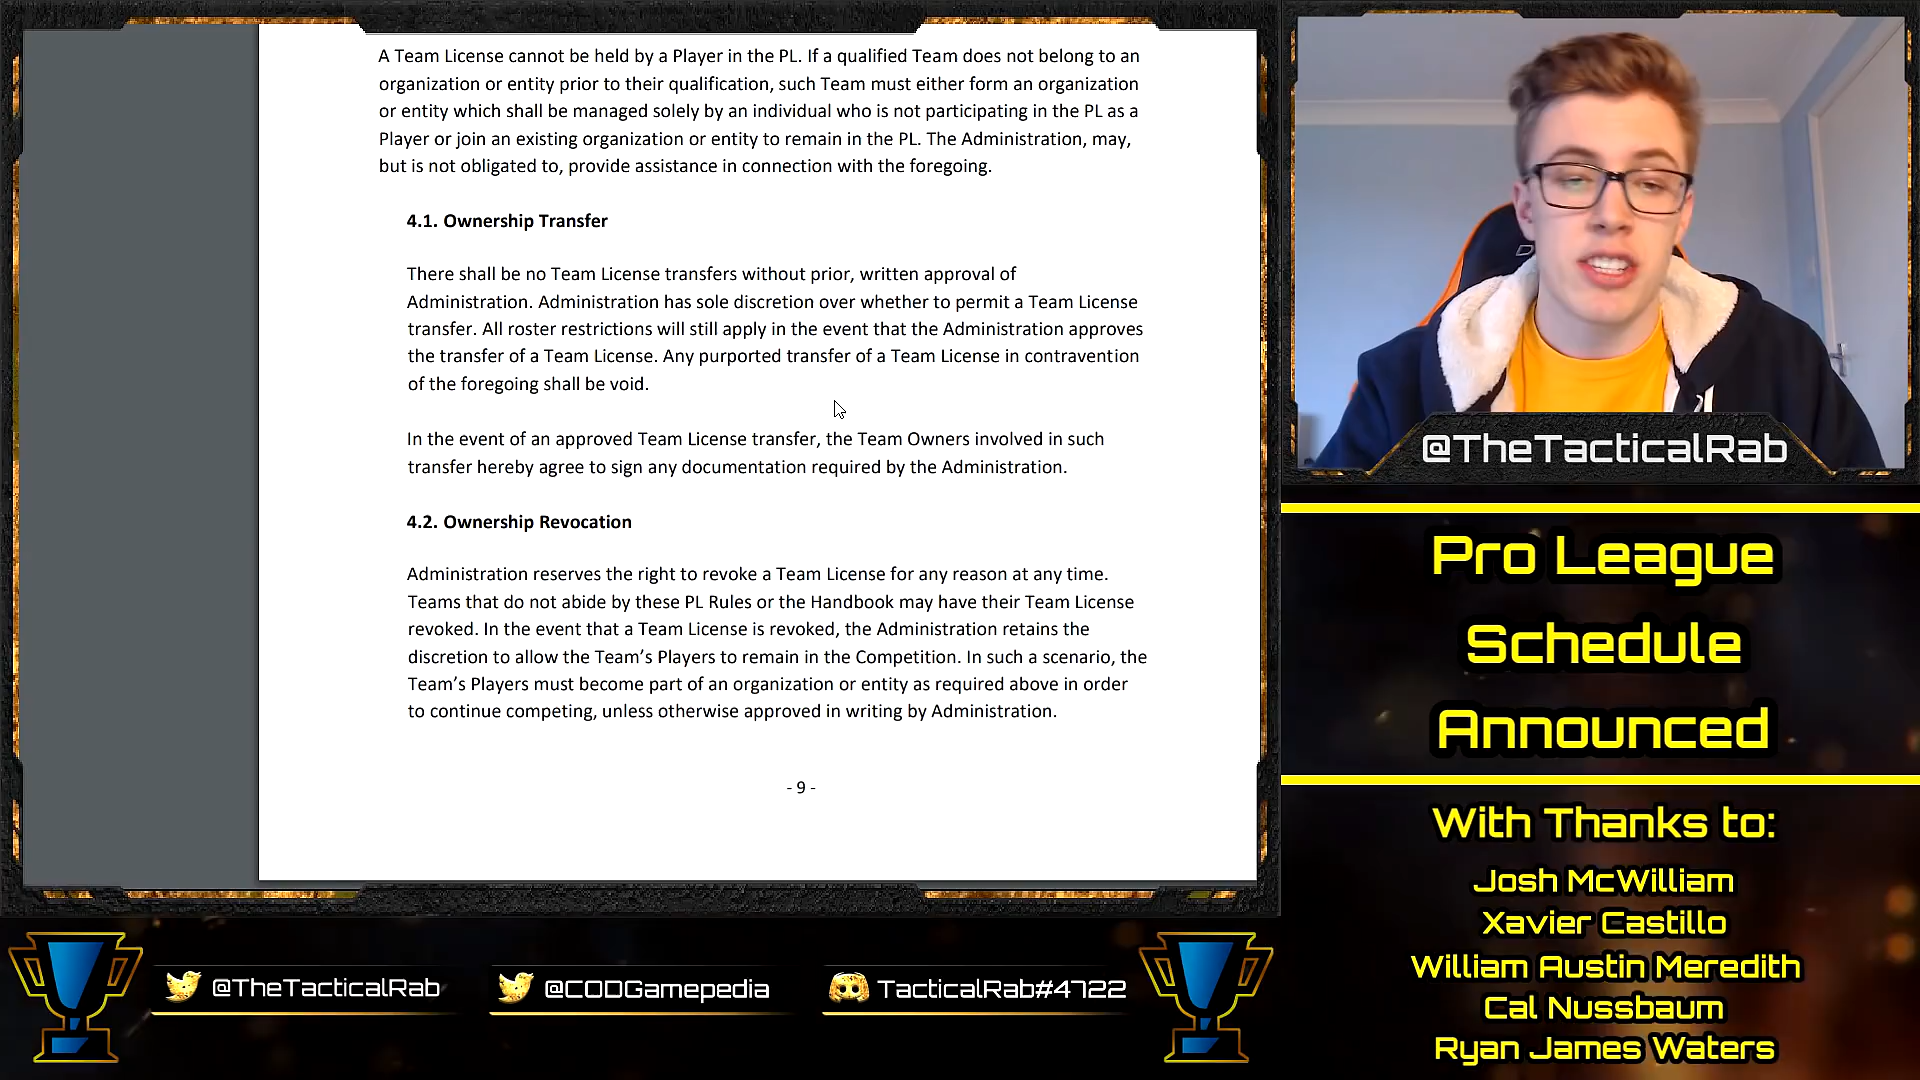 A Team License cannot be held by a Player in the PL. If a qualified Team does not belong to an
organization or entity prior to their qualification, such Team must either form an organization
or entity which shall be managed solely by an individual who is not participating in the PL as a
Player or join an existing organization or entity to remain in the PL. The Administration, may,
but is not obligated to, provide assistance in connection with the foregoing.
4.1. Ownership Transfer
There shall be no Team License transfers without prior, written approval of
Administration. Administration has sole discretion over whether to permit a Team License
transfer. All roster restrictions will still apply in the event that the Administration approves
the transfer of a Team License. Any purported transfer of a Team License in contravention
of the foregoing shall be void.
In the event of an approved Team License transfer, the Team Owners involved in such
transfer hereby agree to sign any documentation required by the Administration.
4.2. Ownership Revocation
Administration reserves the right to revoke a Team License for any reason at any time.
Teams that do not abide by these PL Rules or the Handbook may have their Team License
revoked. In the event that a Team License is revoked, the Administration retains the
discretion to allow the Team’s Players to remain in the Competition. In such a scenario, the
Team’s Players must become part of an organization or entity as required above in order
to continue competing, unless otherwise approved in writing by Administration.
- 9 -
@TheTacticalRab
Pro League
Schedule
Announced
With Thanks to:
Josh McWilliam
Xavier Castillo
William Austin Meredith
Cal Nussbaum
Ryan James Waters
@TheTacticalRab
@CODGamepedia
TacticalRab#4722